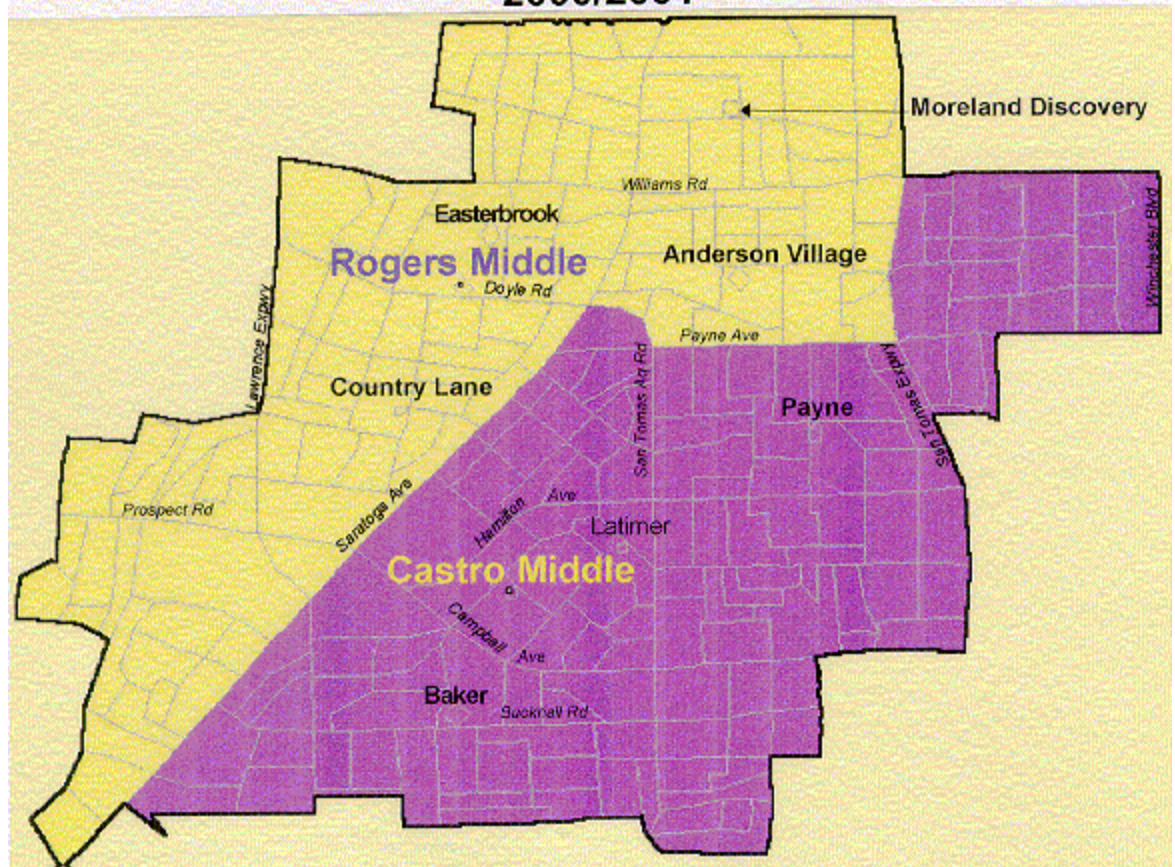 Moreland Discovery
Williams Rd
Winchester Blvd
Easterbrook
Anderson Village
Rogers Middle
Doyle Rd
Lawrence Expwy
Payne Ave
San Tomas Aq Rd
San Tomas Expwy
Country Lane
Payne
Saratoga Ave
Hamilton Ave
Prospect Rd
Latimer
Castro Middle
Campbell Ave
Baker
Bucknall Rd